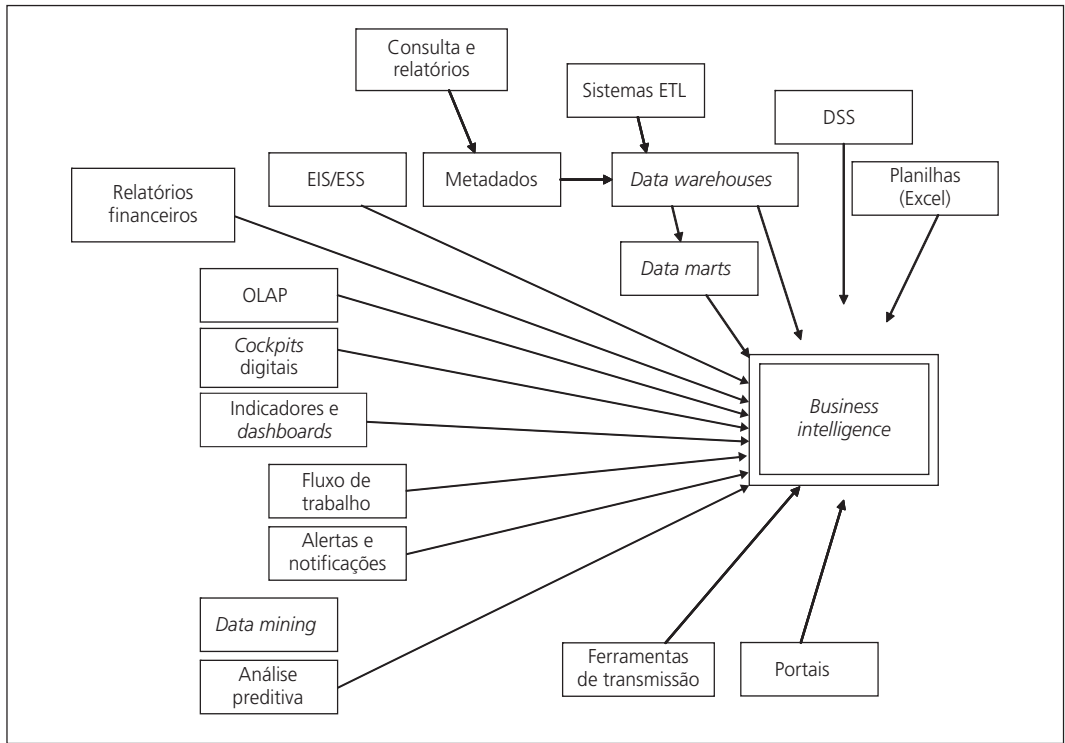 Consulta e
relatórios
Sistemas ETL
DSS
EIS/ESS
Metadados
Data warehouses
Planilhas
(Excel)
Relatórios
financeiros
Data marts
OLAP
Cockpits
digitais
Indicadores e
dashboards
Business
intelligence
Fluxo de
trabalho
Alertas e
notificações
Data mining
Análise
preditiva
Ferramentas
de transmissão
Portais